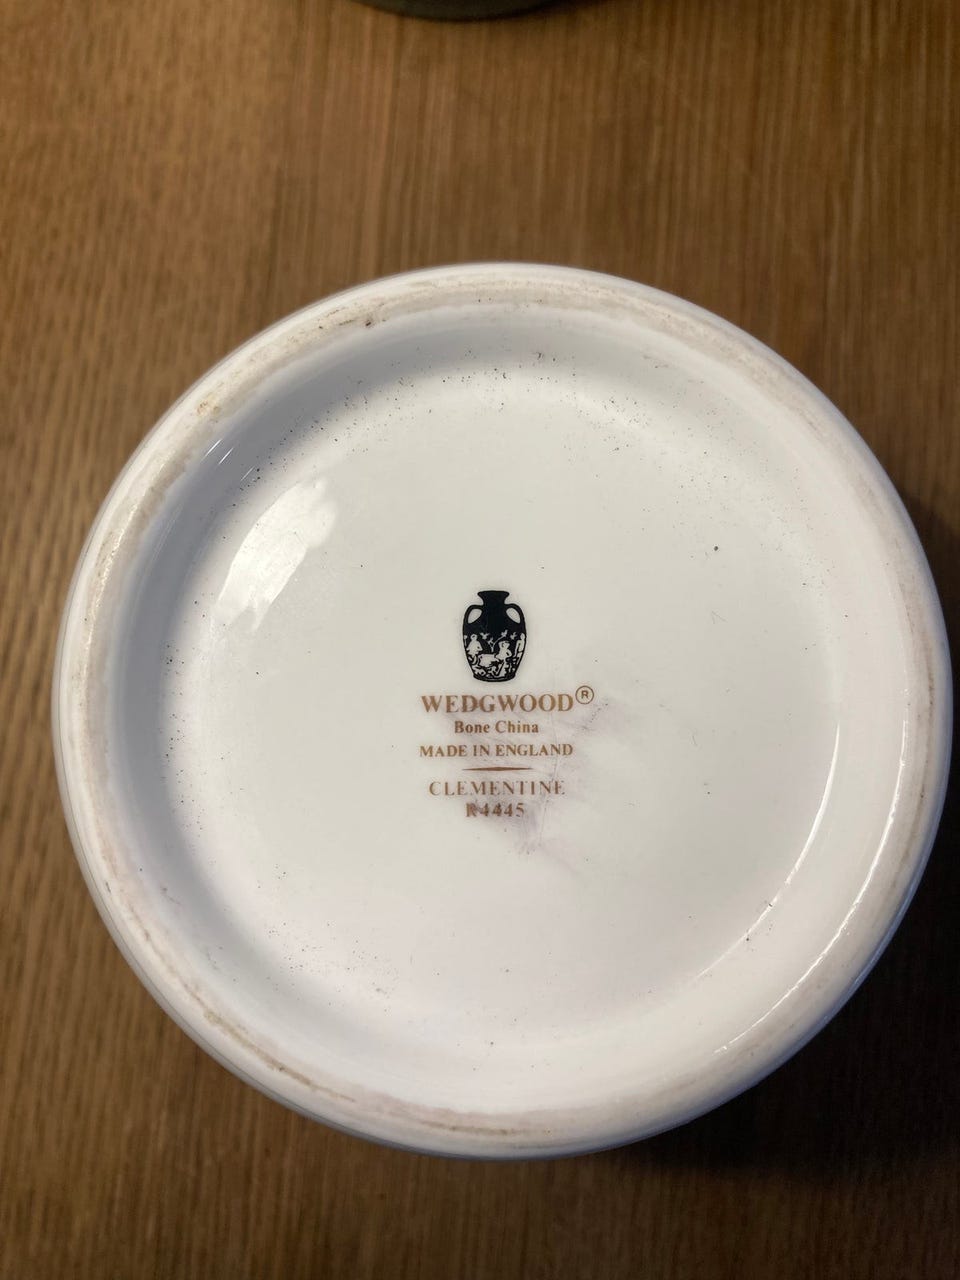 WEDGWOOD®
Bone China
MADE IN ENGLAND
CLEMENTINE
R4445